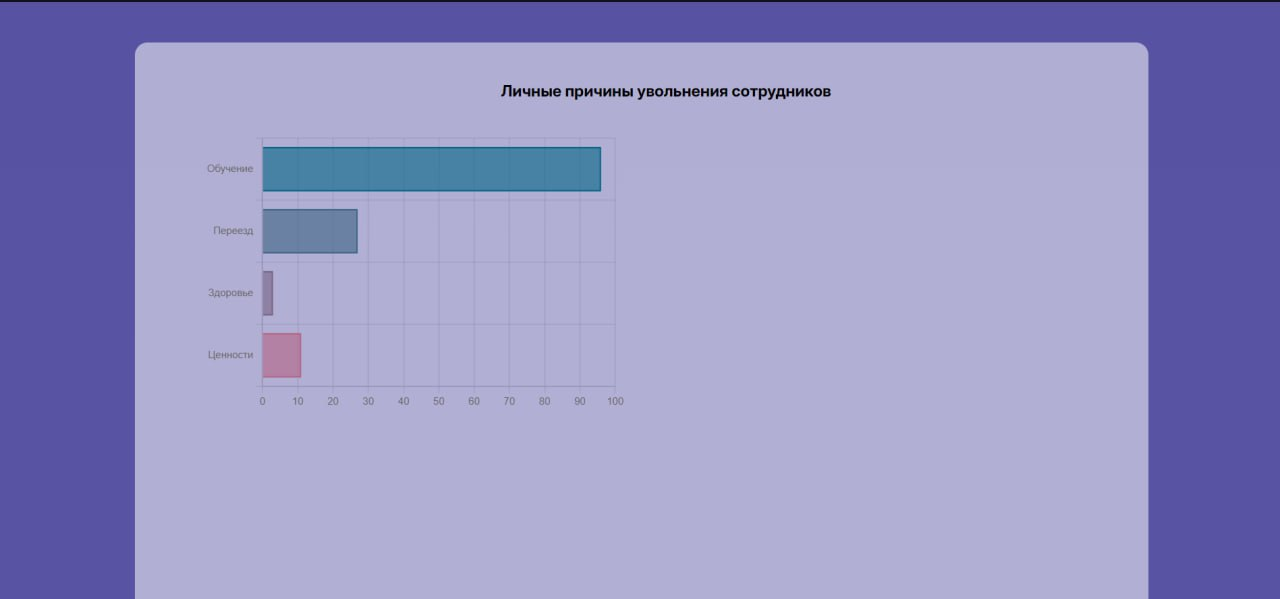 Личные причины увольнения сотрудников
Обучение
Переезд
Здоровье
Ценности
0 10 20 30 40 50 60 70 80 90 100